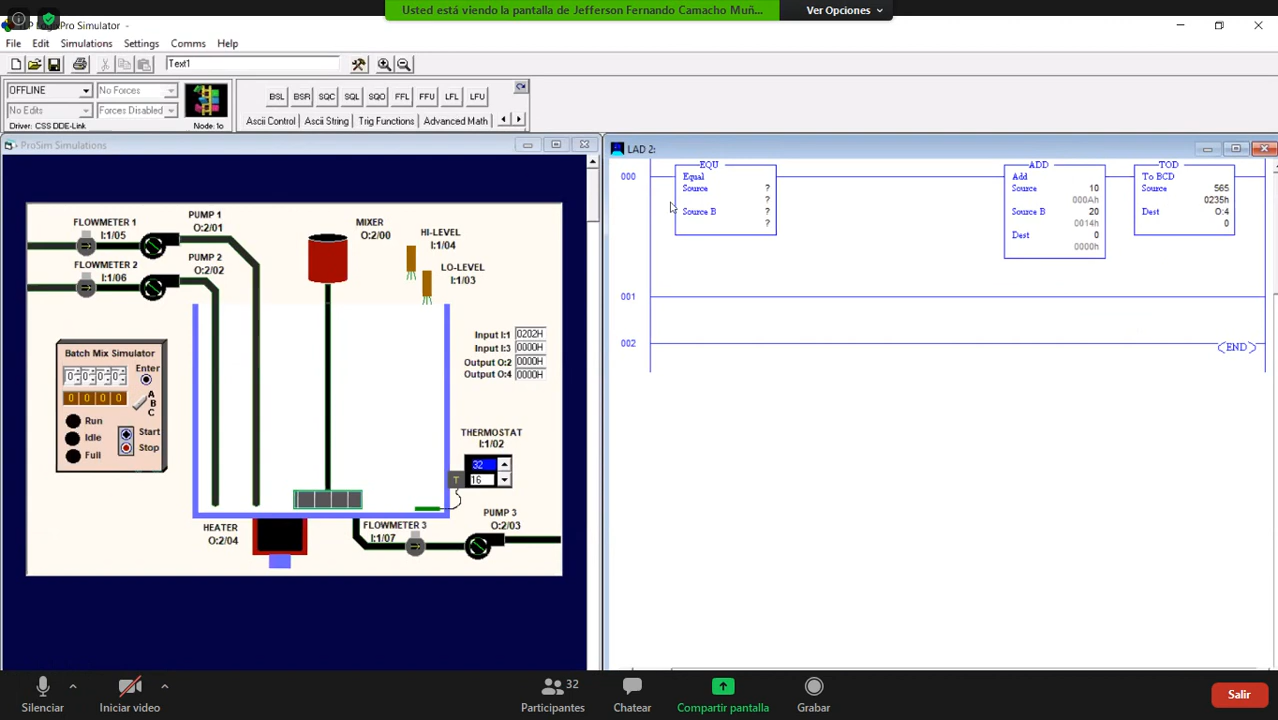 Usted está viendo la pantalla de Jefferson Fernando Camacho Muñ...
Ver Opciones
Pro Simulator -
File Edit Simulations Settings Comms Help
Text1
OFFLINE
No Forces
No Edits
Forces Disabled
Driver: CSS DDE-Link
Node: 1o
BSL BSR SQC SQL SQO FFL FFU LFL LFU
Ascii Control Ascii String Trig Functions Advanced Math
ProSim Simulations
FLOWMETER 1
I:1/05
PUMP 1
O:2/01
FLOWMETER 2
I:1/06
PUMP 2
O:2/02
MIXER
O:2/00
HI-LEVEL
I:1/04
LO-LEVEL
I:1/03
Input I:1 0202H
Input I:3 0000H
Output O:2 0000H
Output O:4 0000H
Batch Mix Simulator
Enter
0 0 0 0
0 0 0 0
A
B
C
Run
Idle
Full
Start
Stop
THERMOSTAT
I:1/02
32
16
T
HEATER
O:2/04
FLOWMETER 3
I:1/07
PUMP 3
O:2/03
LAD 2:
000
EQU
Equal
Source ?
?
Source B ?
?
ADD
Add
Source 10
000Ah
Source B 20
0014h
Dest 0
0000h
TOD
To BCD
Source 565
0235h
Dest O:4
0
001
002
END
Silenciar
Iniciar video
32
Participantes
Chatear
Compartir pantalla
Grabar
Salir